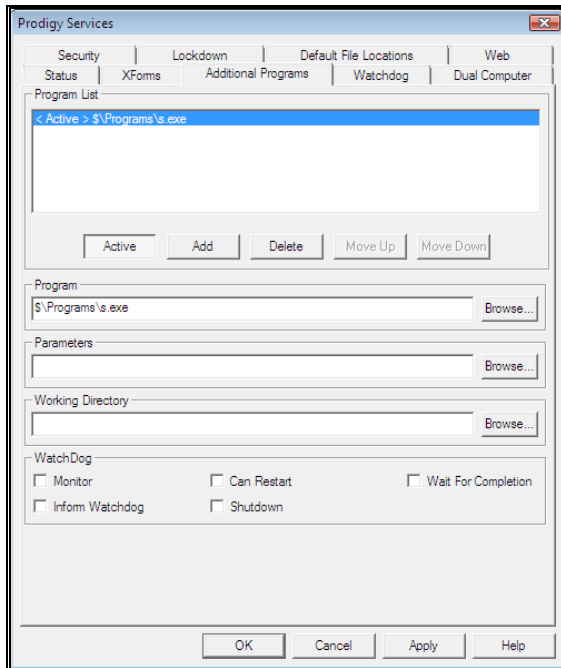 Prodigy Services
Security Lockdown Default File Locations Web
Status XForms Additional Programs Watchdog Dual Computer
Program List
< Active > $\Programs\s.exe
Active Add Delete Move Up Move Down
Program
$\Programs\s.exe Browse...
Parameters
Browse...
Working Directory
Browse...
WatchDog
Monitor Can Restart Wait For Completion
Inform Watchdog Shutdown
OK Cancel Apply Help